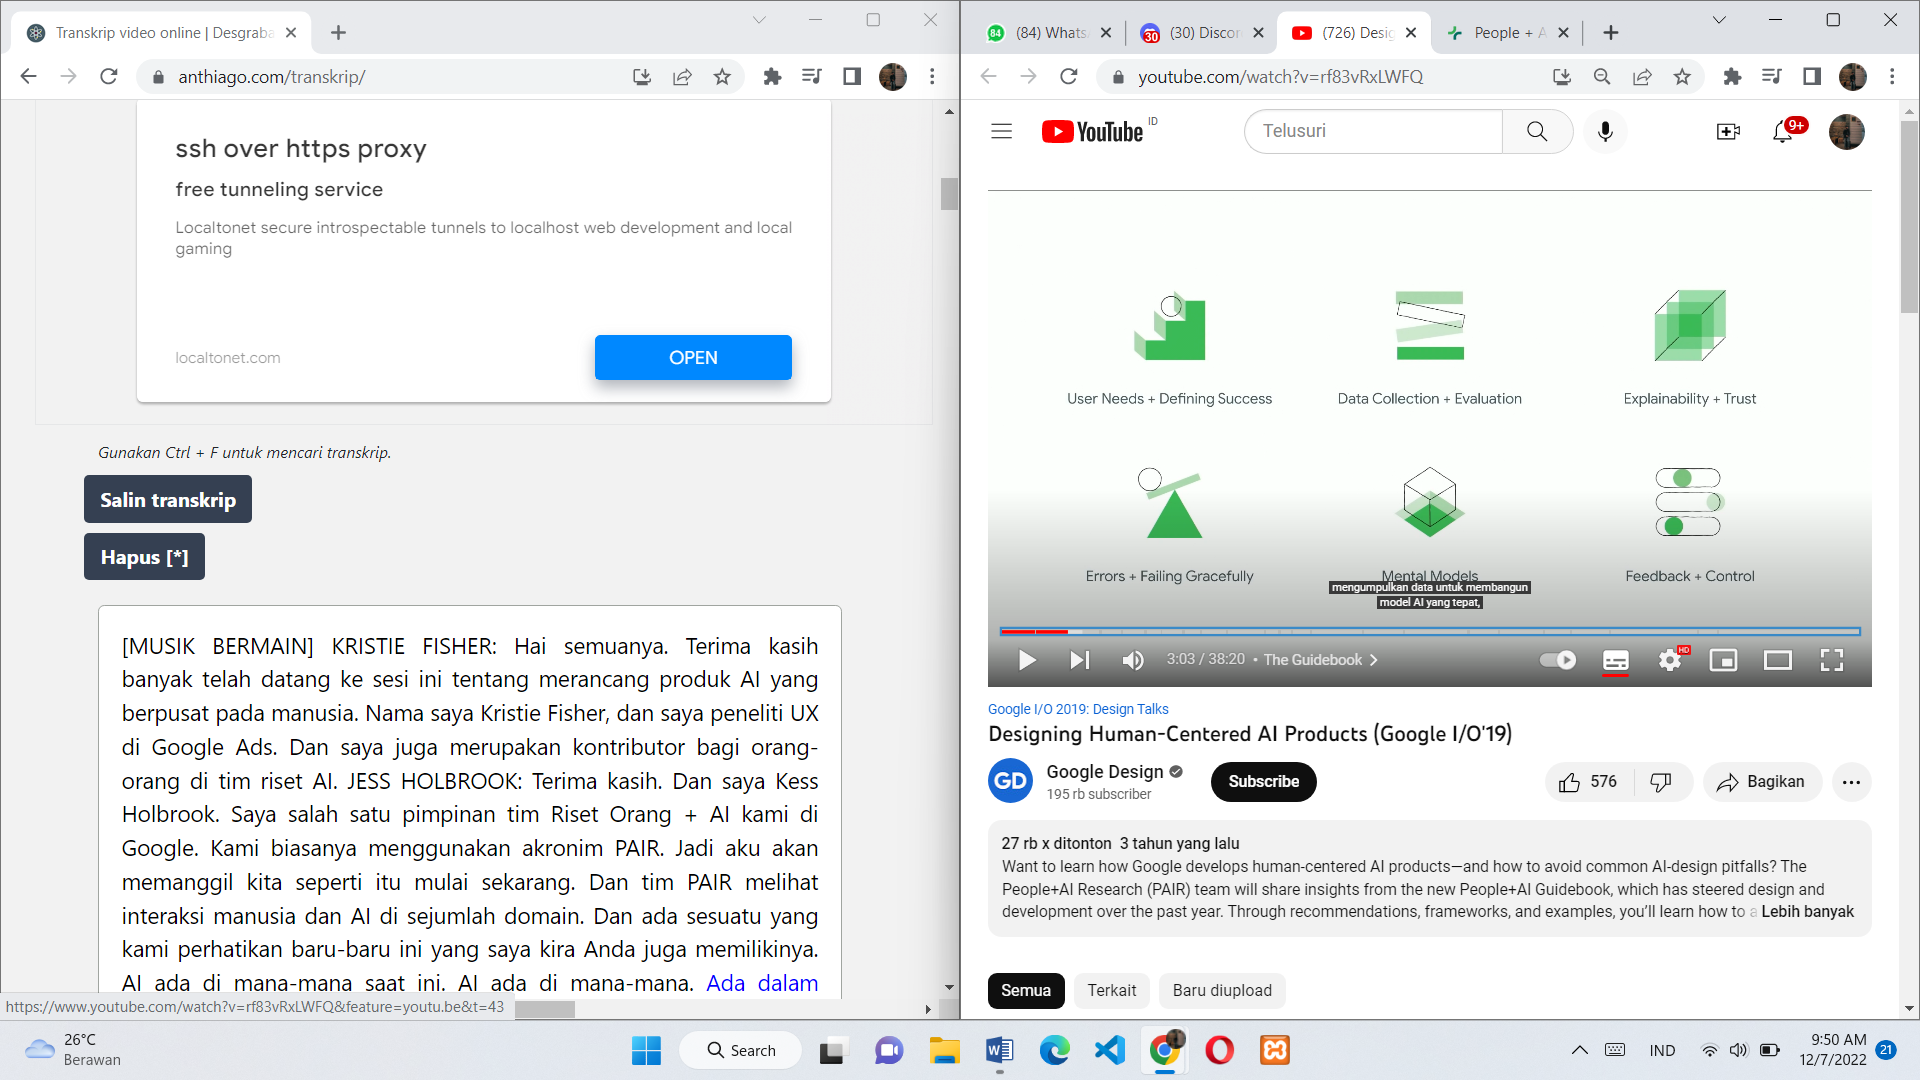 Transkrip video online | Desgraba
anthiago.com/transkrip/
ssh over https proxy
free tunneling service
Localtonet secure introspectable tunnels to localhost web development and local
gaming
localtonet.com
OPEN
Gunakan Ctrl + F untuk mencari transkrip.
Salin transkrip
Hapus [*]
[MUSIK BERMAIN] KRISTIE FISHER: Hai semuanya. Terima kasih
banyak telah datang ke sesi ini tentang merancang produk AI yang
berpusat pada manusia. Nama saya Kristie Fisher, dan saya peneliti UX
di Google Ads. Dan saya juga merupakan kontributor bagi orang-
orang di tim riset AI. JESS HOLBROOK: Terima kasih. Dan saya Kess
Holbrook. Saya salah satu pimpinan tim Riset Orang + AI kami di
Google. Kami biasanya menggunakan akronim PAIR. Jadi aku akan
memanggil kita seperti itu mulai sekarang. Dan tim PAIR melihat
interaksi manusia dan AI di sejumlah domain. Dan ada sesuatu yang
kami perhatikan baru-baru ini yang saya kira Anda juga memilikinya.
AI ada di mana-mana saat ini. AI ada di mana-mana. Ada dalam
https://www.youtube.com/watch?v=rf83vRxLWFQ&feature=youtu.be&t=43
84 (84) Whats
30 (30) Discor
(726) Desig
People + A
youtube.com/watch?v=rf83vRxLWFQ
YouTube ID
Telusuri
9+
User Needs + Defining Success
Data Collection + Evaluation
Explainability + Trust
Errors + Failing Gracefully
Mental Models
Feedback + Control
mengumpulkan data untuk membangun
model AI yang tepat,
3:03 / 38:20 • The Guidebook
HD
Google I/O 2019: Design Talks
Designing Human-Centered AI Products (Google I/O'19)
GD
Google Design
195 rb subscriber
Subscribe
576
Bagikan
27 rb x ditonton 3 tahun yang lalu
Want to learn how Google develops human-centered AI products—and how to avoid common AI-design pitfalls? The
People+AI Research (PAIR) team will share insights from the new People+AI Guidebook, which has steered design and
development over the past year. Through recommendations, frameworks, and examples, you'll learn how to a Lebih banyak
Semua
Terkait
Baru diupload
26°C
Berawan
Search
IND
9:50 AM
12/7/2022
21